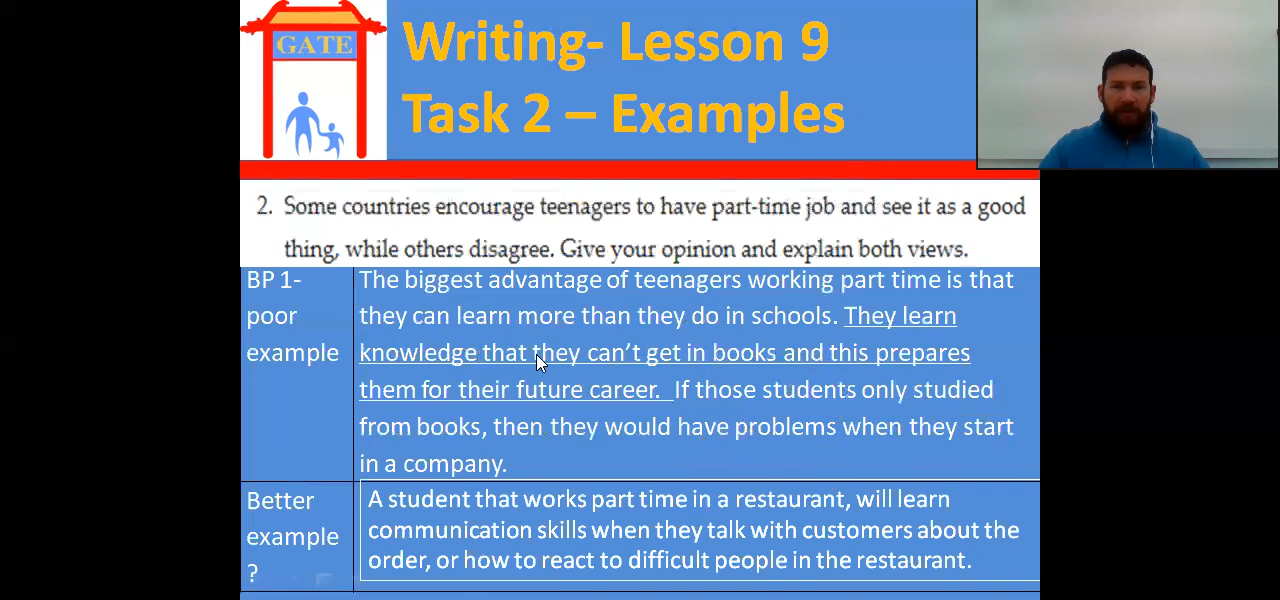 GATE
Writing- Lesson 9
Task 2 – Examples
2. Some countries encourage teenagers to have part-time job and see it as a good
thing, while others disagree. Give your opinion and explain both views.
BP 1-
poor
example
The biggest advantage of teenagers working part time is that
they can learn more than they do in schools. They learn
knowledge that they can't get in books and this prepares
them for their future career. If those students only studied
from books, then they would have problems when they start
in a company.
Better
example
?
A student that works part time in a restaurant, will learn
communication skills when they talk with customers about the
order, or how to react to difficult people in the restaurant.